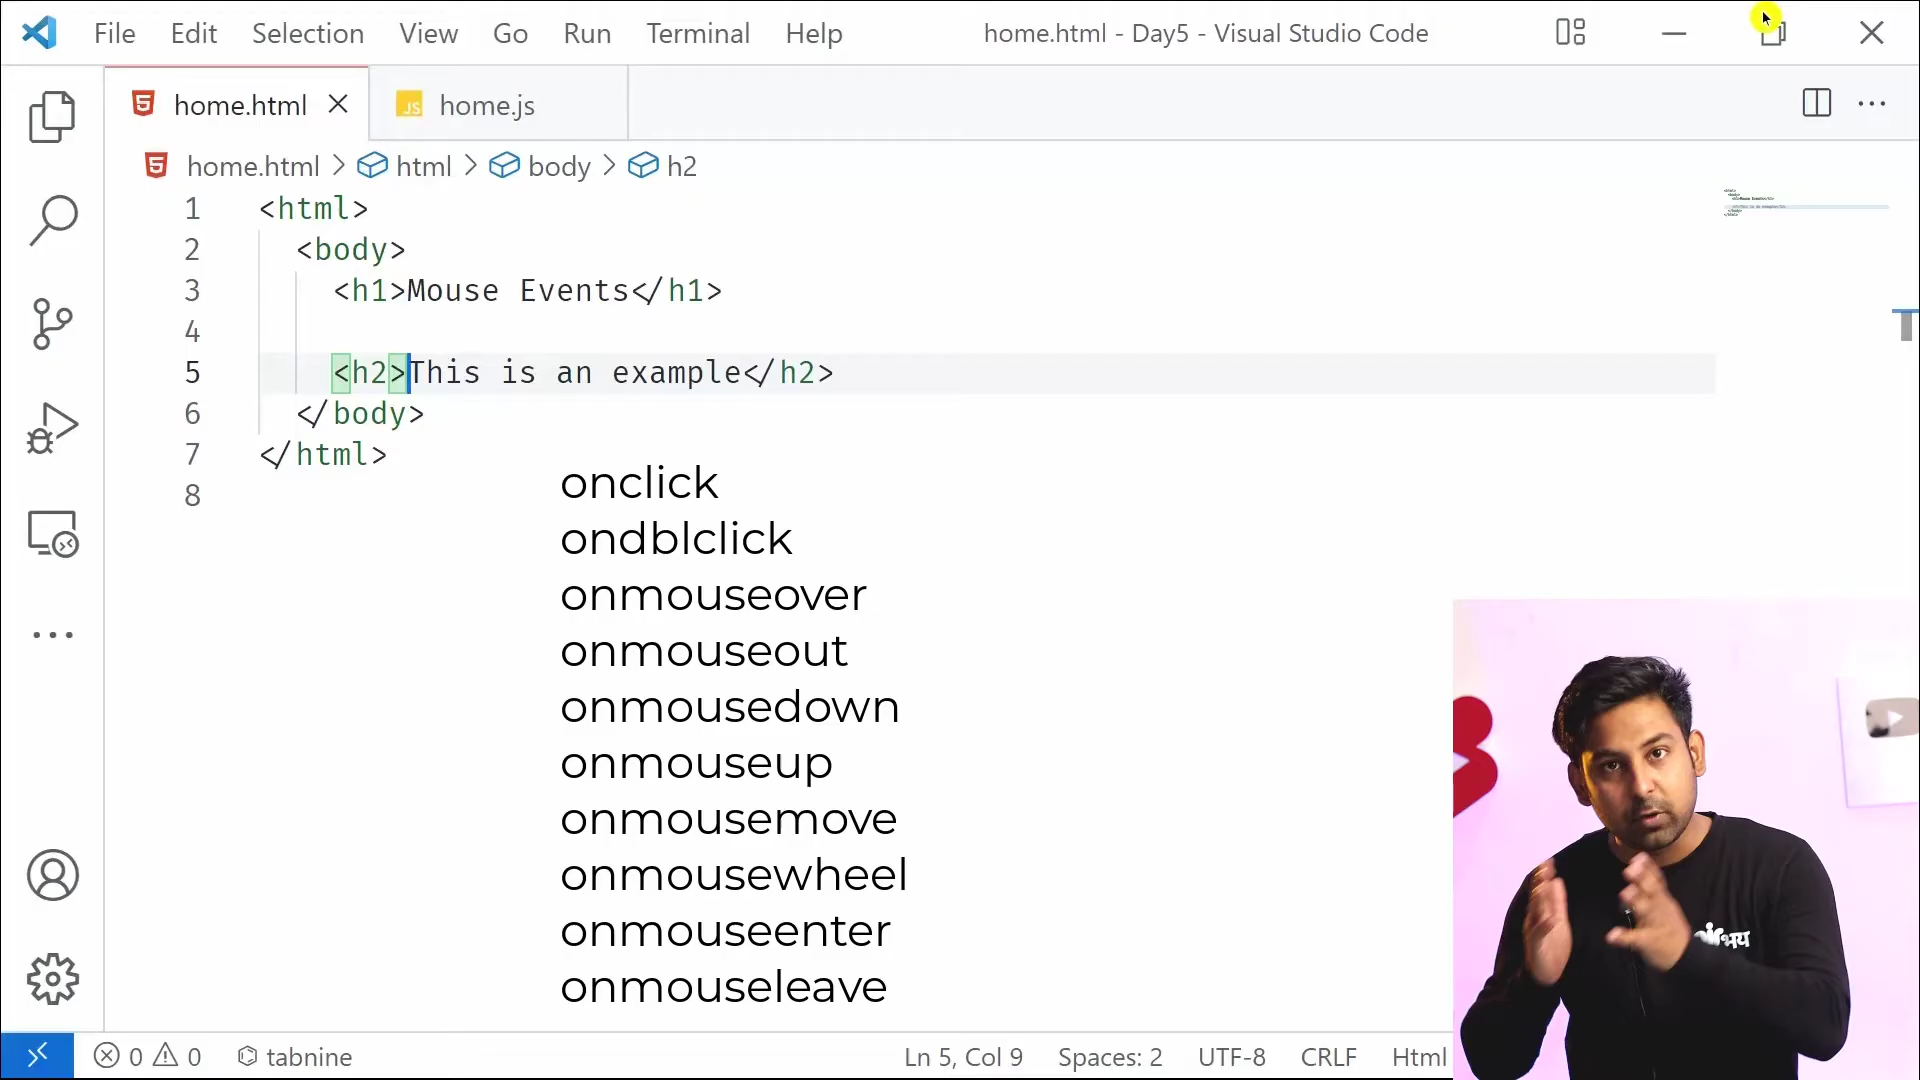 File Edit Selection View Go Run Terminal Help home.html - Day5 - Visual Studio Code
home.html JS home.js
home.html > html > body > h2
1 <html>
2 <body>
3 <h1>Mouse Events</h1>
4
5 <h2>This is an example</h2>
6 </body>
7 </html>
8
onclick
ondblclick
onmouseover
onmouseout
onmousedown
onmouseup
onmousemove
onmousewheel
onmouseenter
onmouseleave
0 0 tabnine Ln 5, Col 9 Spaces: 2 UTF-8 CRLF Html